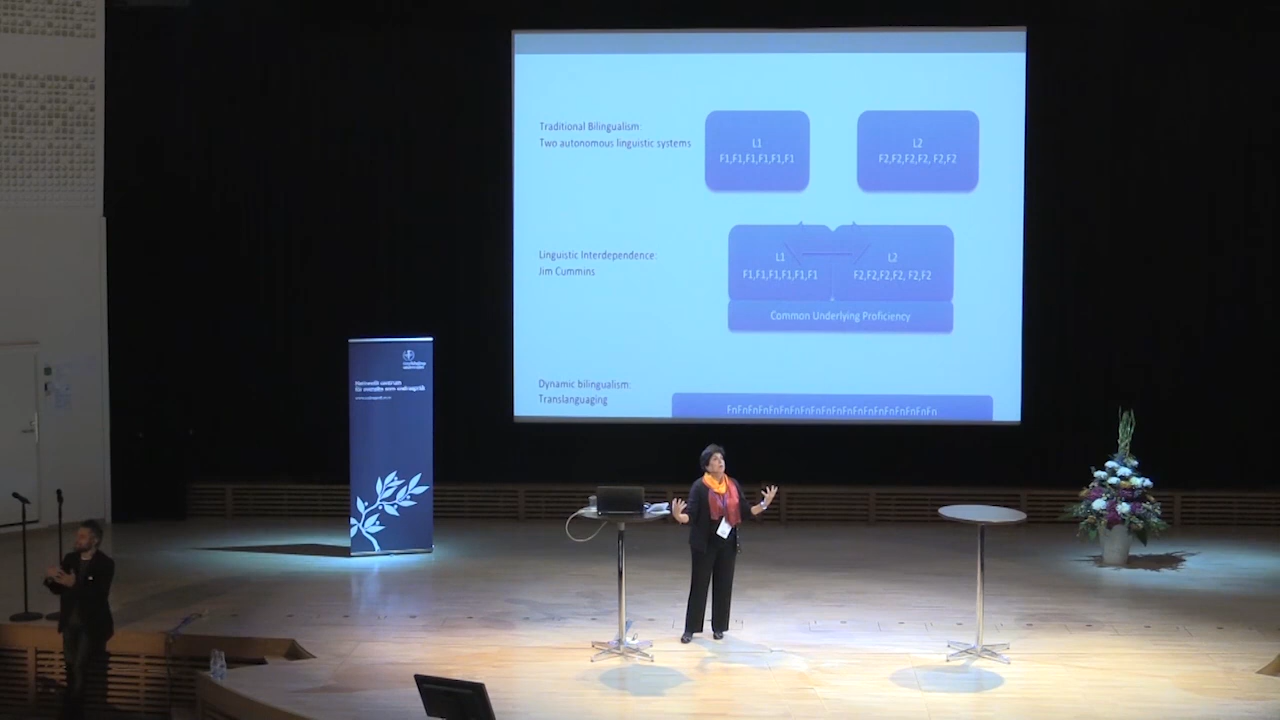 Traditional Bilingualism:
Two autonomous linguistic systems
L1
F1,F1,F1,F1,F1,F1
L2
F2,F2,F2,F2, F2,F2
Linguistic Interdependence:
Jim Cummins
L1
F1,F1,F1,F1,F1,F1
L2
F2,F2,F2,F2, F2,F2
Common Underlying Proficiency
Dynamic bilingualism:
Translanguaging
FnFnFnFnFnFnFnFnFnFnFnFnFnFnFnFnFnFnFnFn